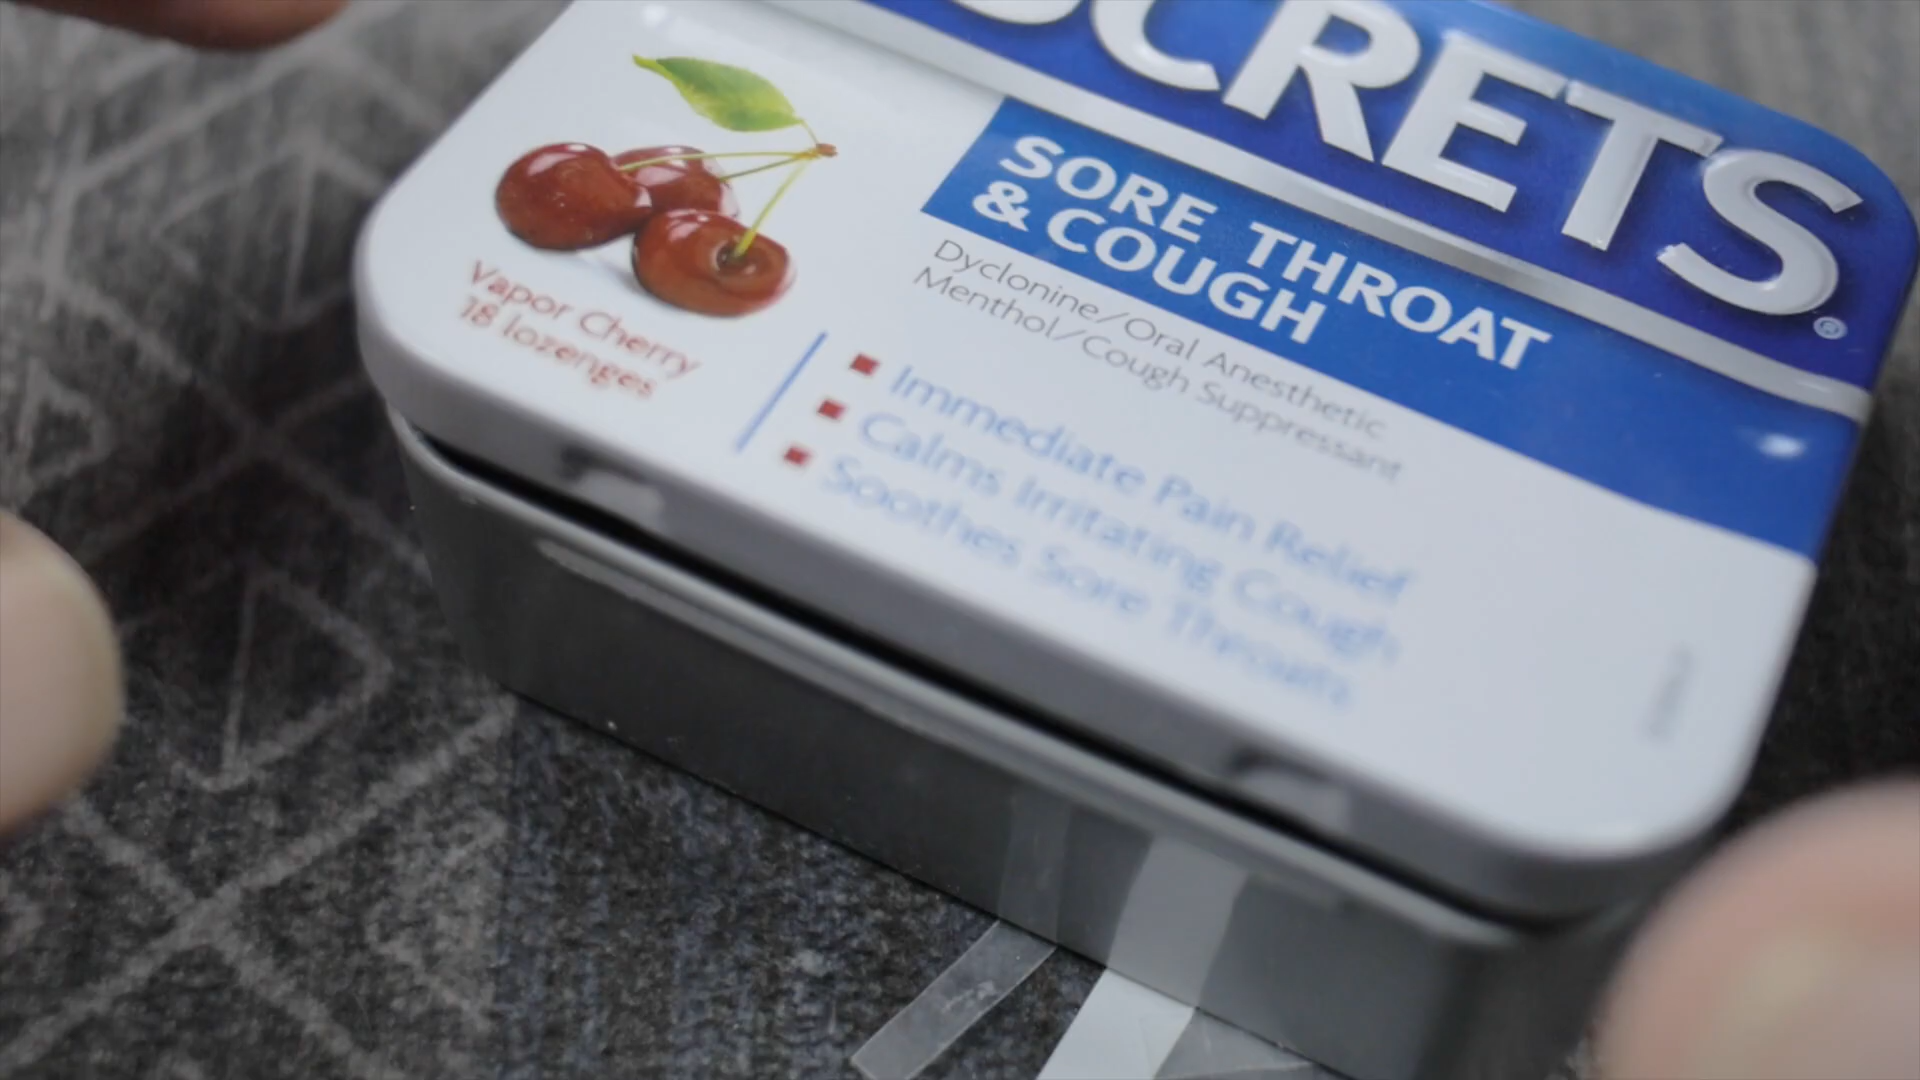 CRETS®
SORE THROAT
& COUGH
Dyclonine/Oral Anesthetic
Menthol/Cough Suppressant
Vapor Cherry
18 lozenges
Immediate Pain Relief
Calms Irritating Cough
Soothes Sore Throats